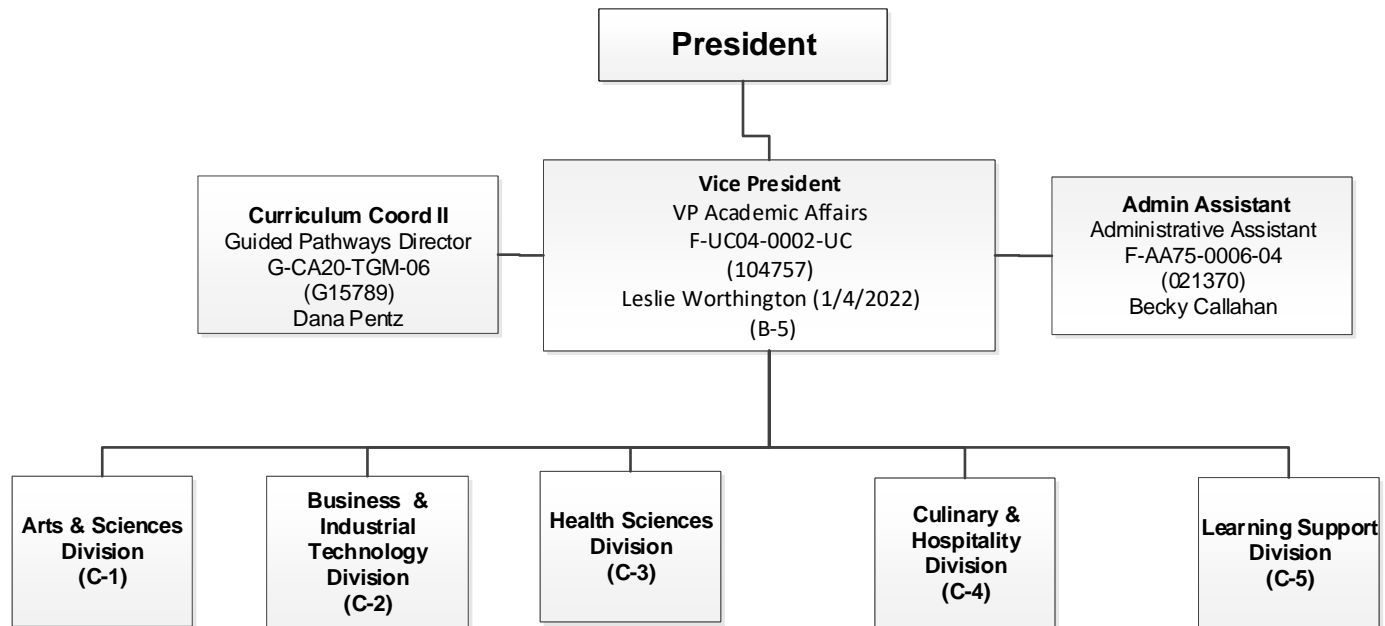 President
Curriculum Coord II
Guided Pathways Director
G-CA20-TGM-06
(G15789)
Dana Pentz
Vice President
VP Academic Affairs
F-UC04-0002-UC
(104757)
Leslie Worthington (1/4/2022)
(B-5)
Admin Assistant
Administrative Assistant
F-AA75-0006-04
(021370)
Becky Callahan
Arts & Sciences
Division
(C-1)
Business & 
Industrial
Technology
Division
(C-2)
Health Sciences
Division
(C-3)
Culinary &
Hospitality
Division
(C-4)
Learning Support
Division
(C-5)